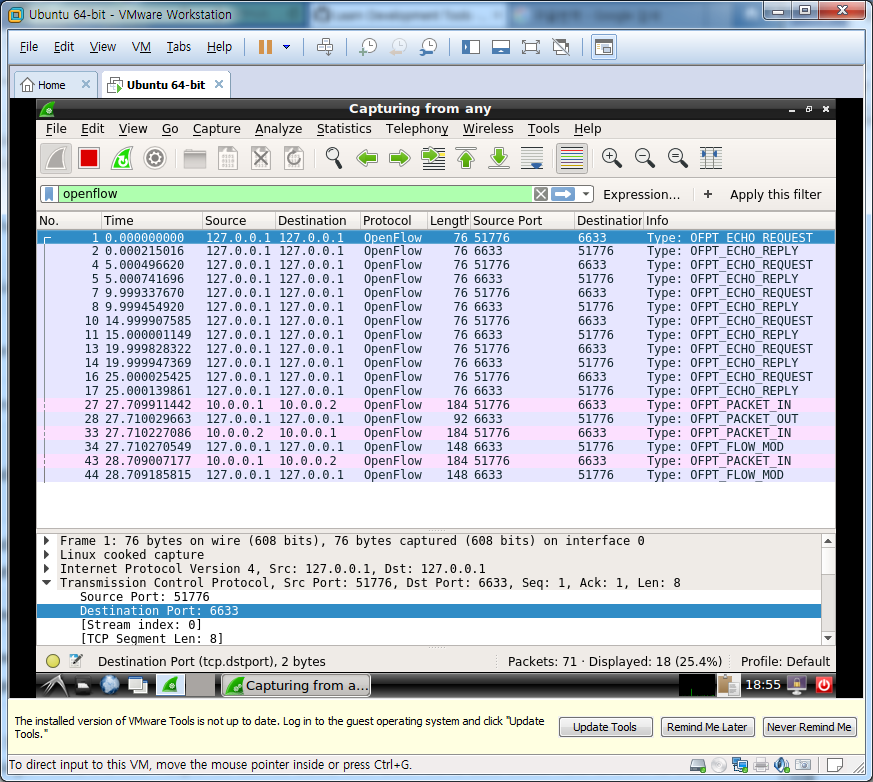 Ubuntu 64-bit - VMware Workstation
File Edit View VM Tabs Help
Home Ubuntu 64-bit
Capturing from any
File Edit View Go Capture Analyze Statistics Telephony Wireless Tools Help
openflow Expression... + Apply this filter
No. Time Source Destination Protocol Length Source Port Destination Info
1 0.000000000 127.0.0.1 127.0.0.1 OpenFlow 76 51776 6633 Type: OFPT_ECHO_REQUEST
2 0.000215016 127.0.0.1 127.0.0.1 OpenFlow 76 6633 51776 Type: OFPT_ECHO_REPLY
4 5.000496620 127.0.0.1 127.0.0.1 OpenFlow 76 51776 6633 Type: OFPT_ECHO_REQUEST
5 5.000741696 127.0.0.1 127.0.0.1 OpenFlow 76 6633 51776 Type: OFPT_ECHO_REPLY
7 9.999337670 127.0.0.1 127.0.0.1 OpenFlow 76 51776 6633 Type: OFPT_ECHO_REQUEST
8 9.999454920 127.0.0.1 127.0.0.1 OpenFlow 76 6633 51776 Type: OFPT_ECHO_REPLY
10 14.999907585 127.0.0.1 127.0.0.1 OpenFlow 76 51776 6633 Type: OFPT_ECHO_REQUEST
11 15.000001149 127.0.0.1 127.0.0.1 OpenFlow 76 6633 51776 Type: OFPT_ECHO_REPLY
13 19.999828322 127.0.0.1 127.0.0.1 OpenFlow 76 51776 6633 Type: OFPT_ECHO_REQUEST
14 19.999947369 127.0.0.1 127.0.0.1 OpenFlow 76 6633 51776 Type: OFPT_ECHO_REPLY
16 25.000025425 127.0.0.1 127.0.0.1 OpenFlow 76 51776 6633 Type: OFPT_ECHO_REQUEST
17 25.000139861 127.0.0.1 127.0.0.1 OpenFlow 76 6633 51776 Type: OFPT_ECHO_REPLY
27 27.709911442 10.0.0.1 10.0.0.2 OpenFlow 184 51776 6633 Type: OFPT_PACKET_IN
28 27.710029663 127.0.0.1 127.0.0.1 OpenFlow 92 6633 51776 Type: OFPT_PACKET_OUT
33 27.710227086 10.0.0.2 10.0.0.1 OpenFlow 184 51776 6633 Type: OFPT_PACKET_IN
34 27.710270549 127.0.0.1 127.0.0.1 OpenFlow 148 6633 51776 Type: OFPT_FLOW_MOD
43 28.709007177 10.0.0.1 10.0.0.2 OpenFlow 184 51776 6633 Type: OFPT_PACKET_IN
44 28.709185815 127.0.0.1 127.0.0.1 OpenFlow 148 6633 51776 Type: OFPT_FLOW_MOD
Frame 1: 76 bytes on wire (608 bits), 76 bytes captured (608 bits) on interface 0
Linux cooked capture
Internet Protocol Version 4, Src: 127.0.0.1, Dst: 127.0.0.1
Transmission Control Protocol, Src Port: 51776, Dst Port: 6633, Seq: 1, Ack: 1, Len: 8
Source Port: 51776
Destination Port: 6633
[Stream index: 0]
[TCP Segment Len: 8]
Destination Port (tcp.dstport), 2 bytes Packets: 71 · Displayed: 18 (25.4%) Profile: Default
Capturing from a... 18:55
The installed version of VMware Tools is not up to date. Log in to the guest operating system and click "Update
Tools."
Update Tools Remind Me Later Never Remind Me
To direct input to this VM, move the mouse pointer inside or press Ctrl+G.